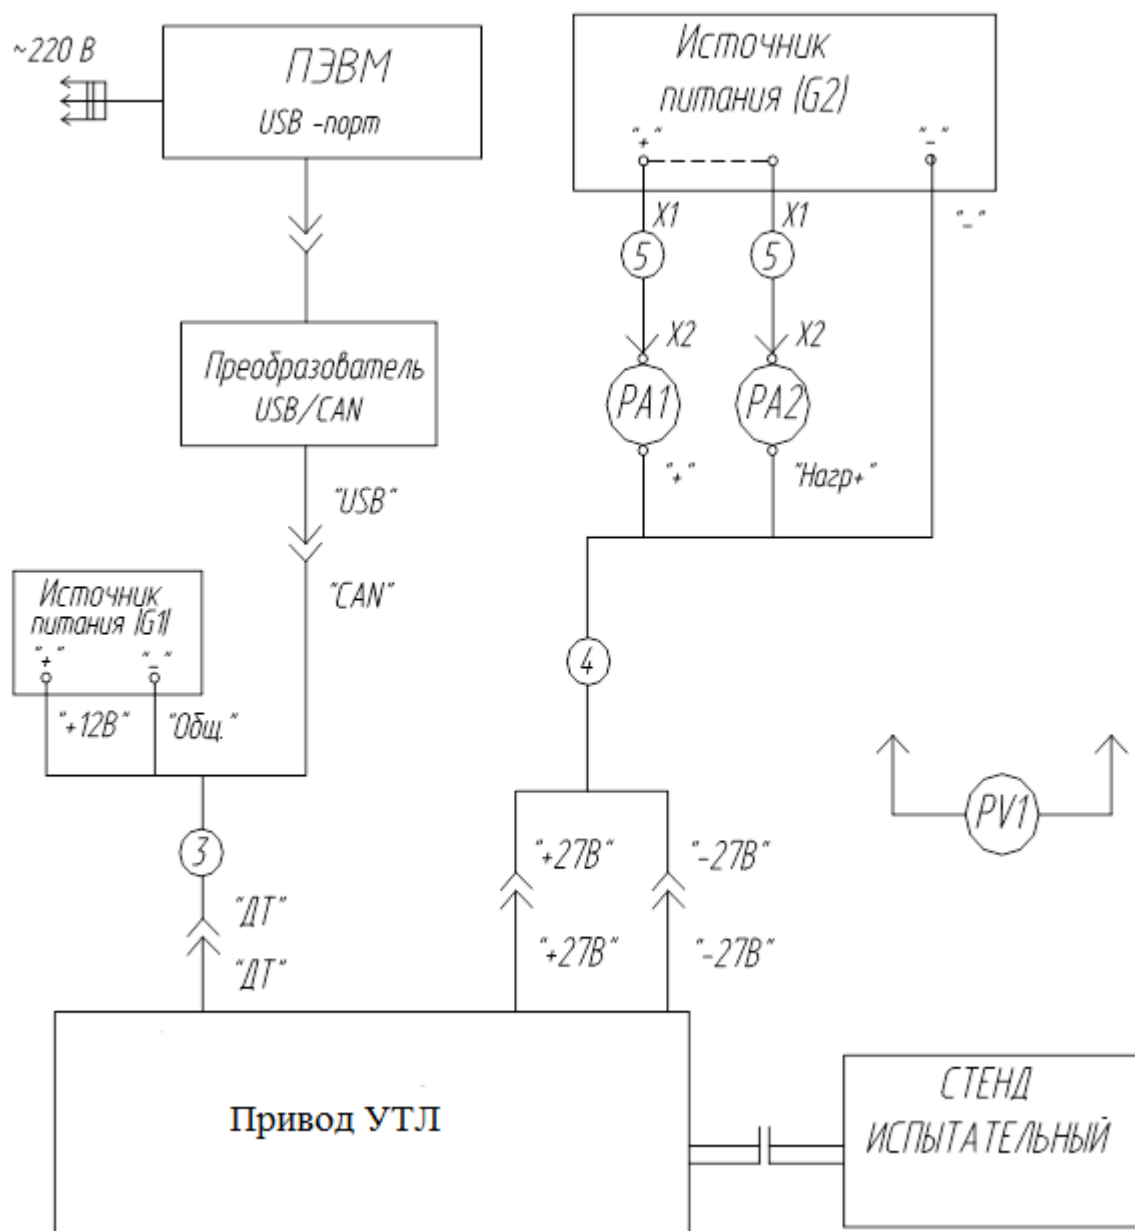 ~220 В
ПЭВМ
USB -порт
Источник
питания (G2)
"+"
"-"
X1
X1
"-"
5
5
X2
X2
Преобразователь
USB/CAN
PA1
PA2
"+"
"Нагр+"
"USB"
"CAN"
Источник
питания (G1)
"+"
"-"
"+12В"
"Общ."
4
3
PV1
"+27В"
"-27В"
"ДТ"
"+27В"
"-27В"
"ДТ"
Привод УТЛ
СТЕНД
ИСПЫТАТЕЛЬНЫЙ